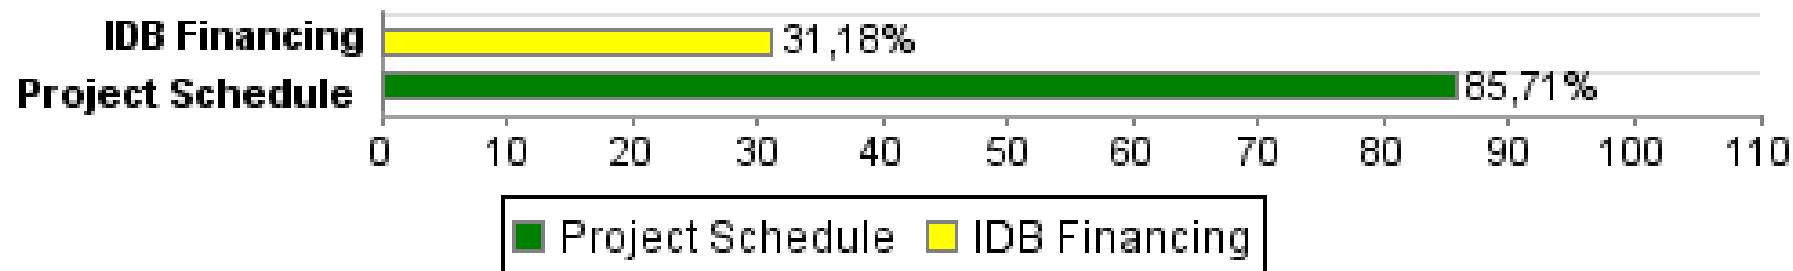 IDB Financing 31,18%
Project Schedule 85,71%
0 10 20 30 40 50 60 70 80 90 100 110
Project Schedule IDB Financing